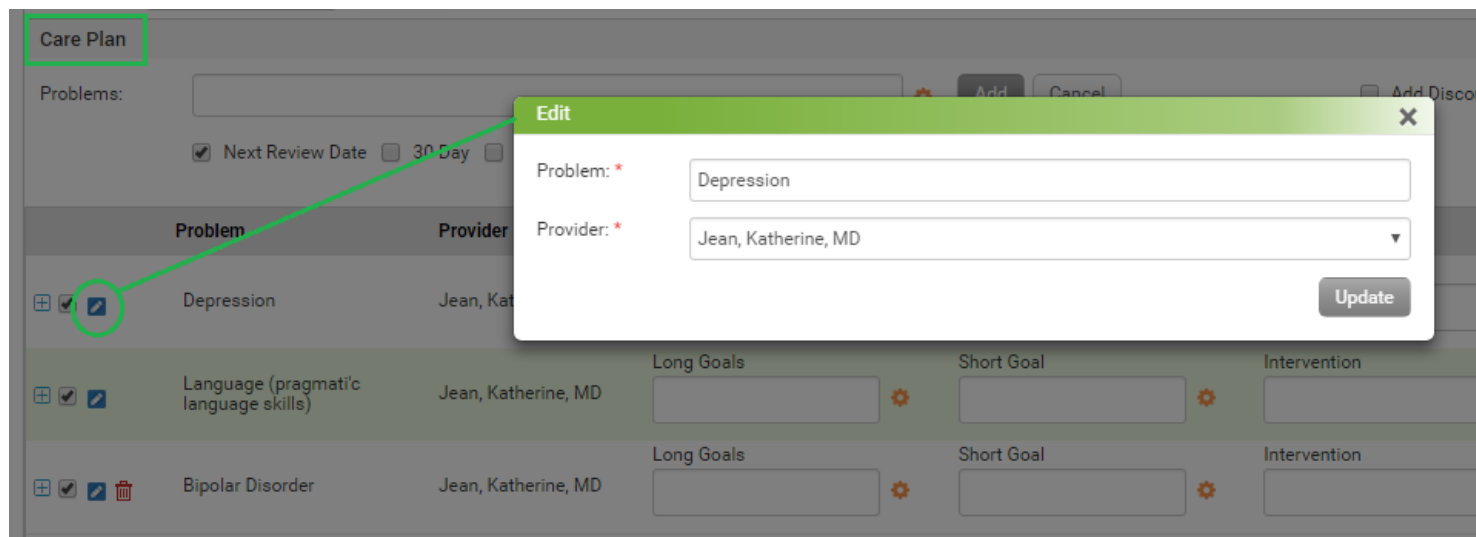 Care Plan
Problems:
Add Cancel
Add Disco
Next Review Date 30 Day
Edit
Problem: *
Depression
Provider: *
Jean, Katherine, MD
Update
Problem Provider
Depression Jean, Kat
Long Goals Short Goal Intervention
Language (pragmati'c
language skills) Jean, Katherine, MD
Long Goals Short Goal Intervention
Bipolar Disorder Jean, Katherine, MD